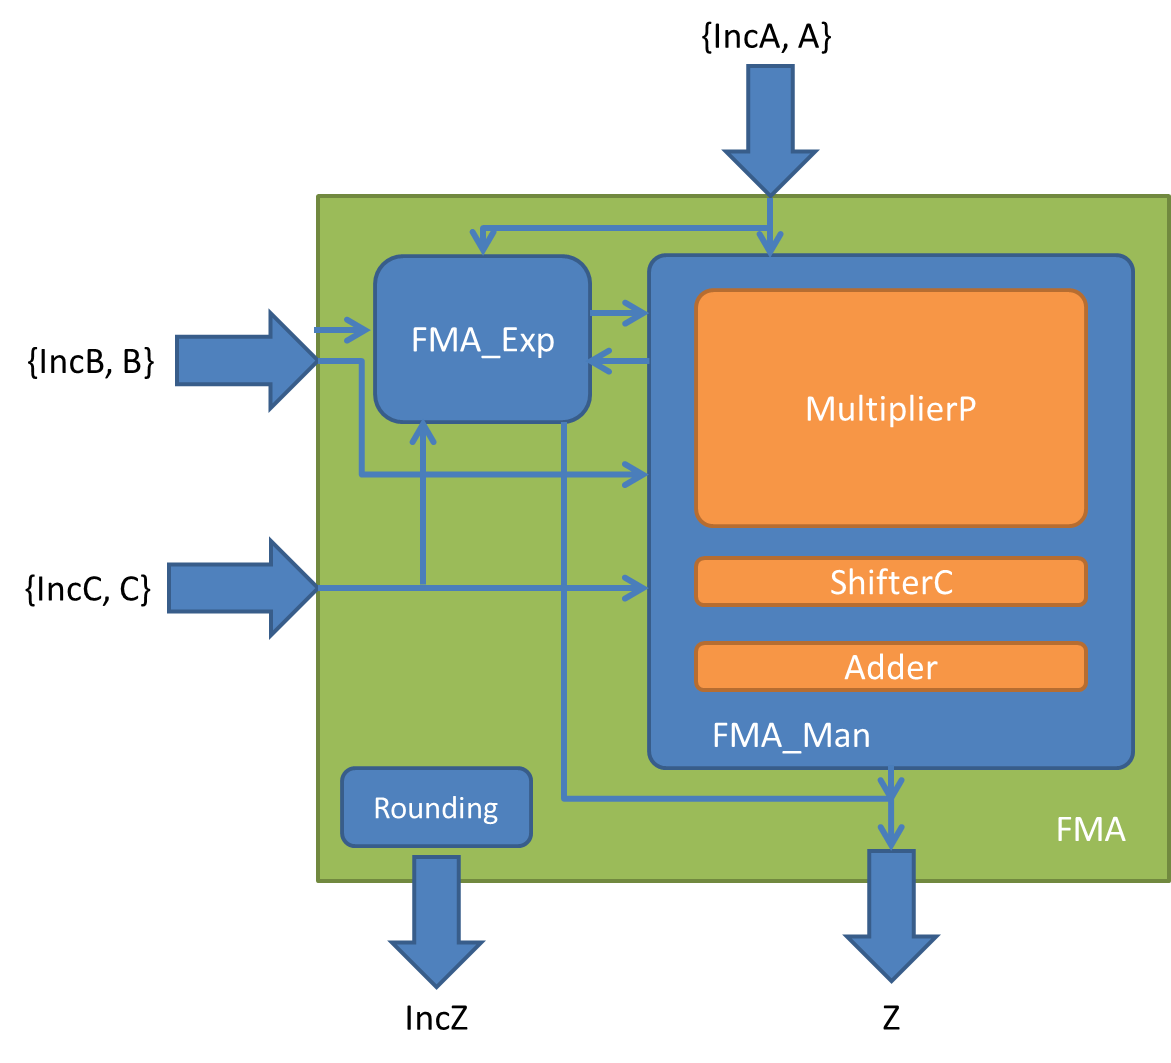 {IncA, A}
FMA_Exp
{IncB, B}
MultiplierP
{IncC, C}
ShifterC
Adder
FMA_Man
Rounding
FMA
IncZ
Z